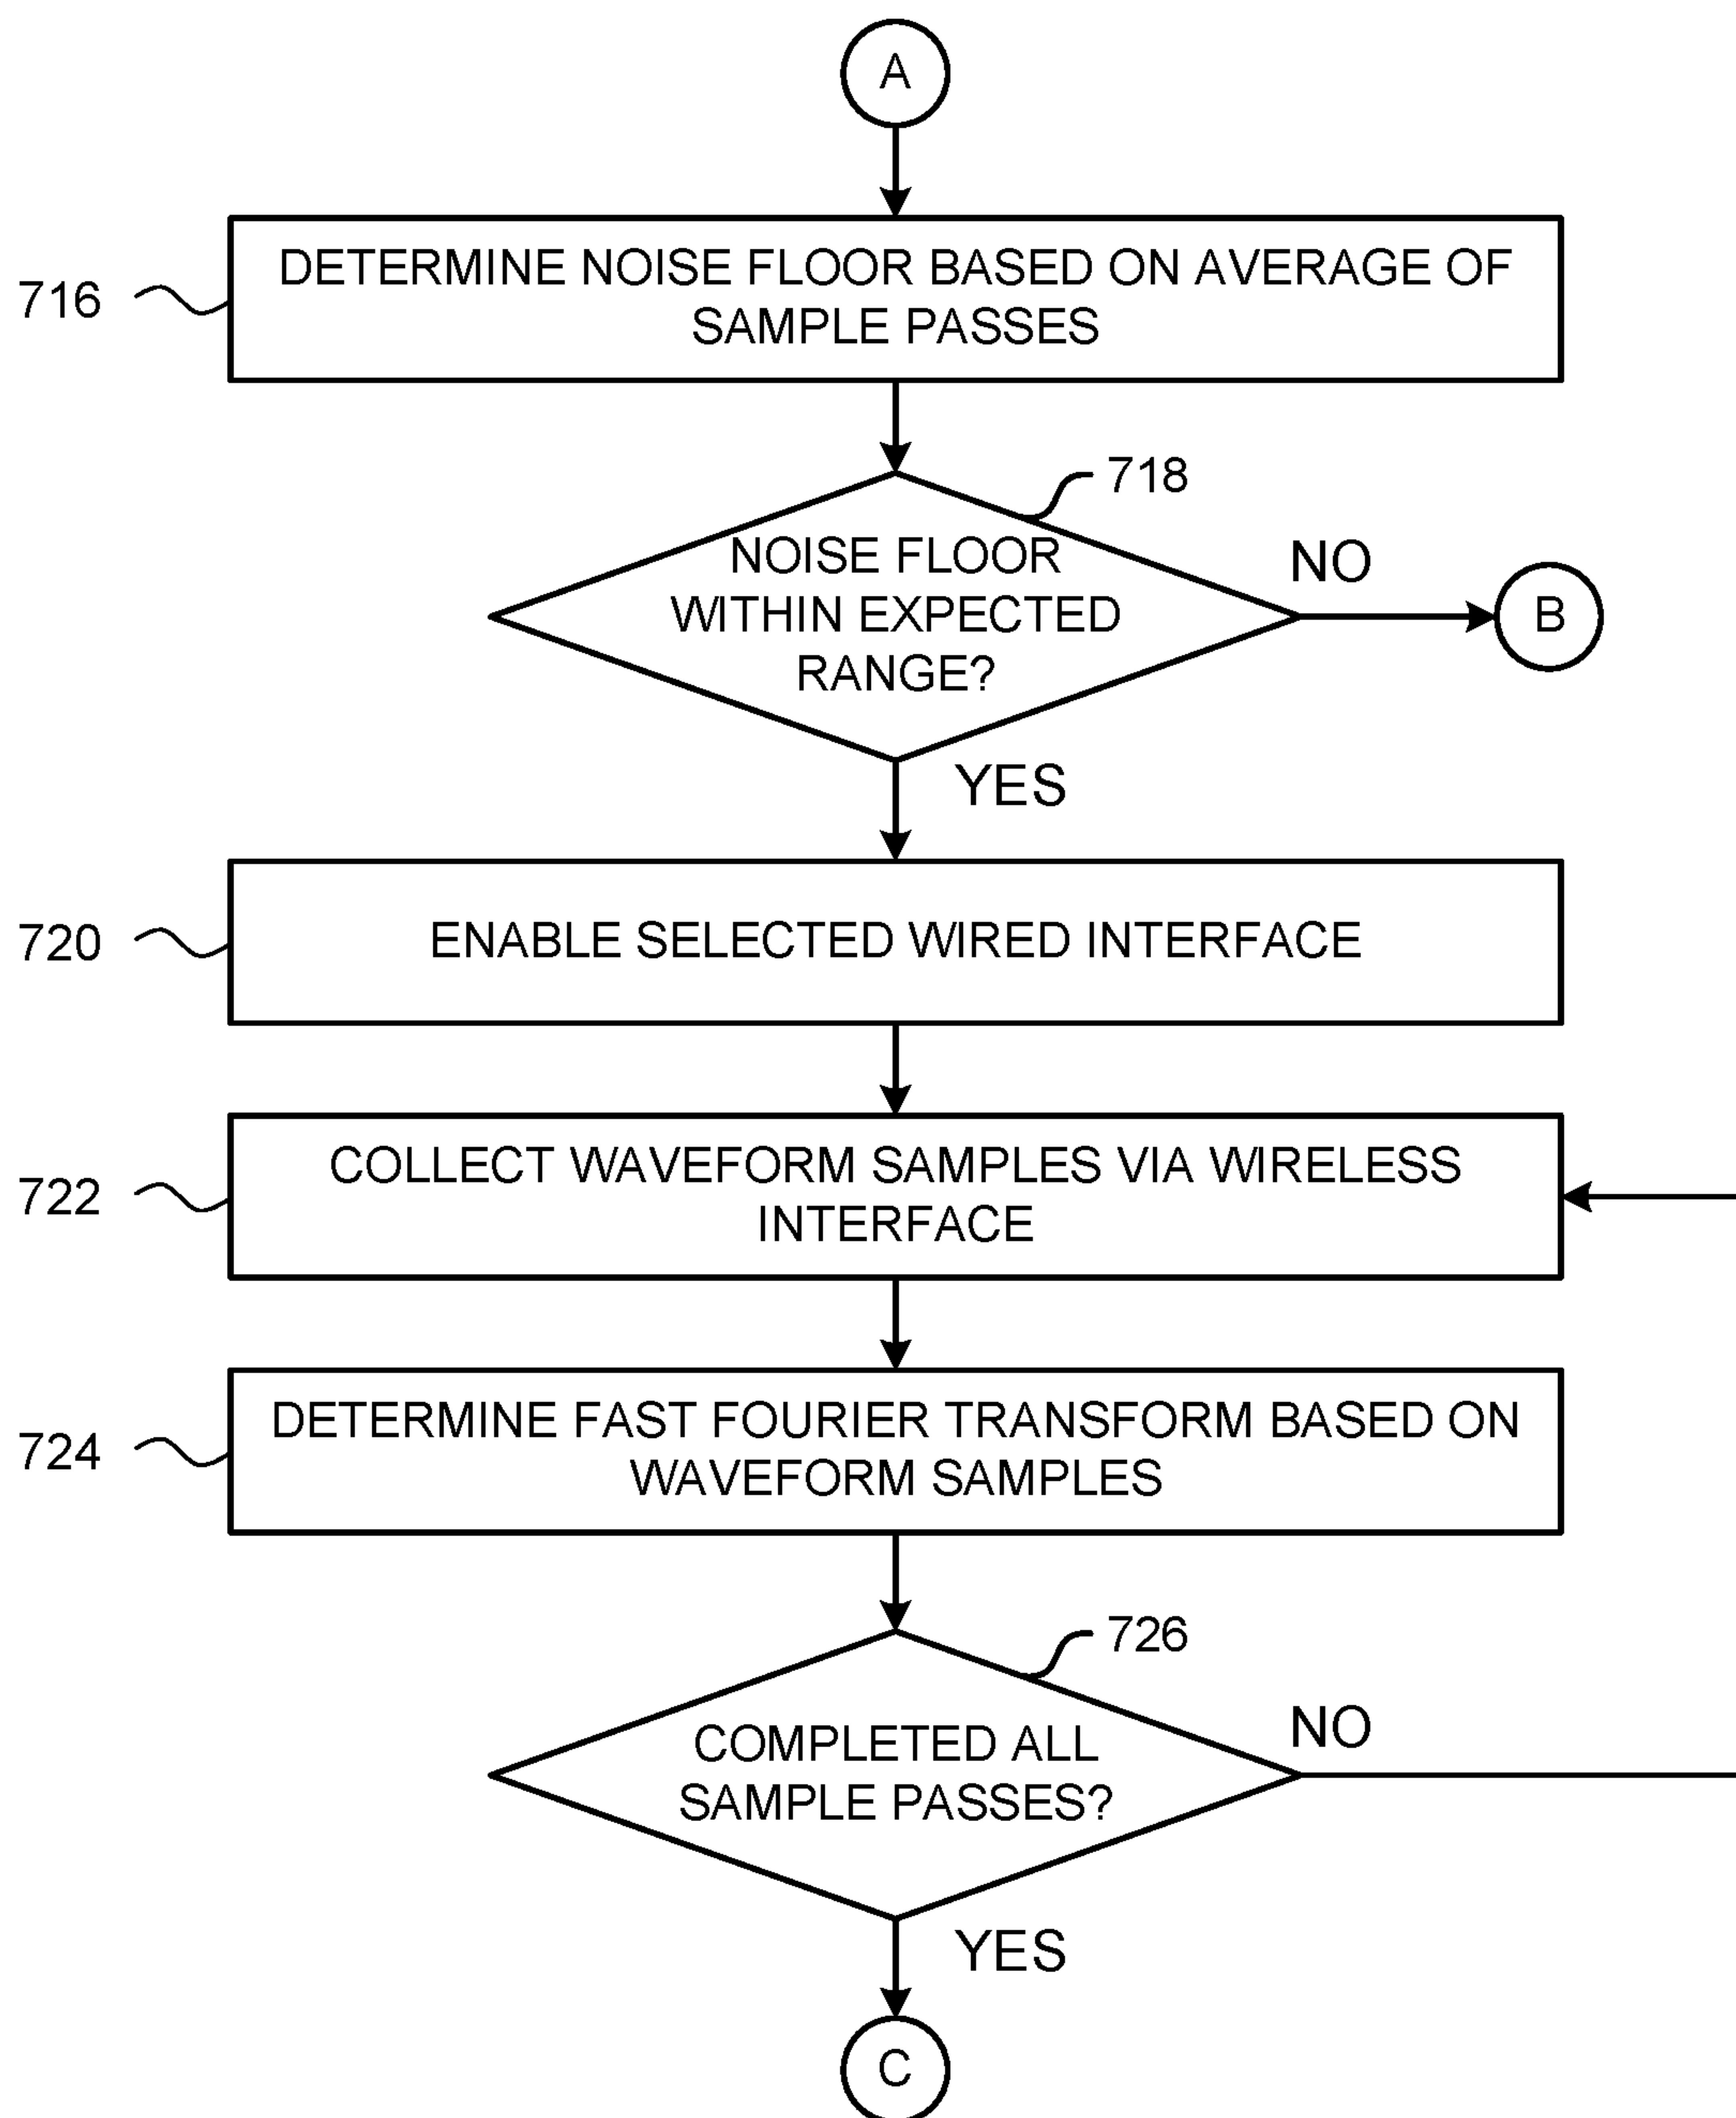 A
716
DETERMINE NOISE FLOOR BASED ON AVERAGE OF
SAMPLE PASSES
718
NOISE FLOOR
WITHIN EXPECTED
RANGE?
NO
B
YES
720
ENABLE SELECTED WIRED INTERFACE
722
COLLECT WAVEFORM SAMPLES VIA WIRELESS
INTERFACE
724
DETERMINE FAST FOURIER TRANSFORM BASED ON
WAVEFORM SAMPLES
726
COMPLETED ALL
SAMPLE PASSES?
NO
YES
C